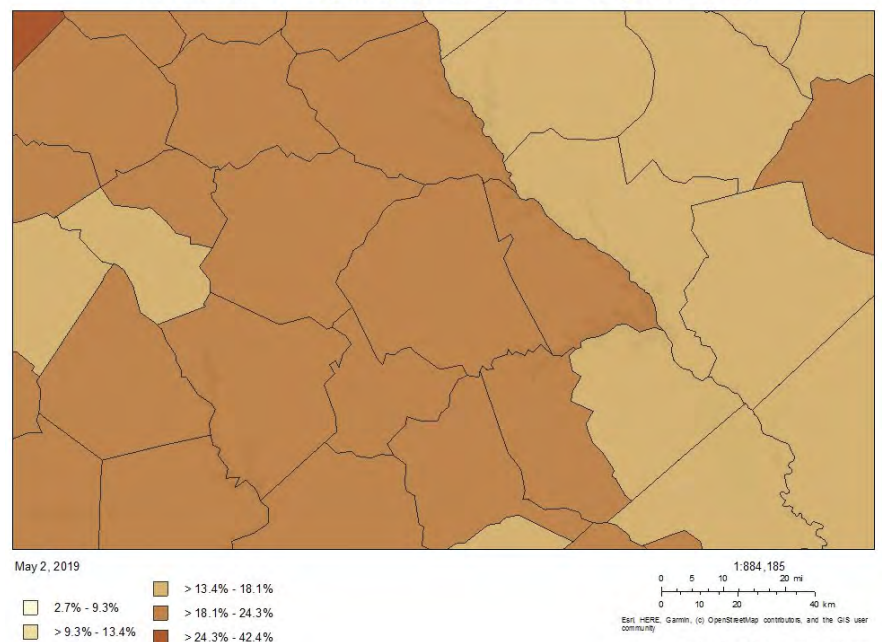 May 2, 2019
2.7% - 9.3%
> 9.3% - 13.4%
> 13.4% - 18.1%
> 18.1% - 24.3%
> 24.3% - 42.4%
1:884,185
0 5 10 20 mi
0 10 20 40 km
Esri, HERE, Garmin, (c) OpenStreetMap contributors, and the GIS user
community